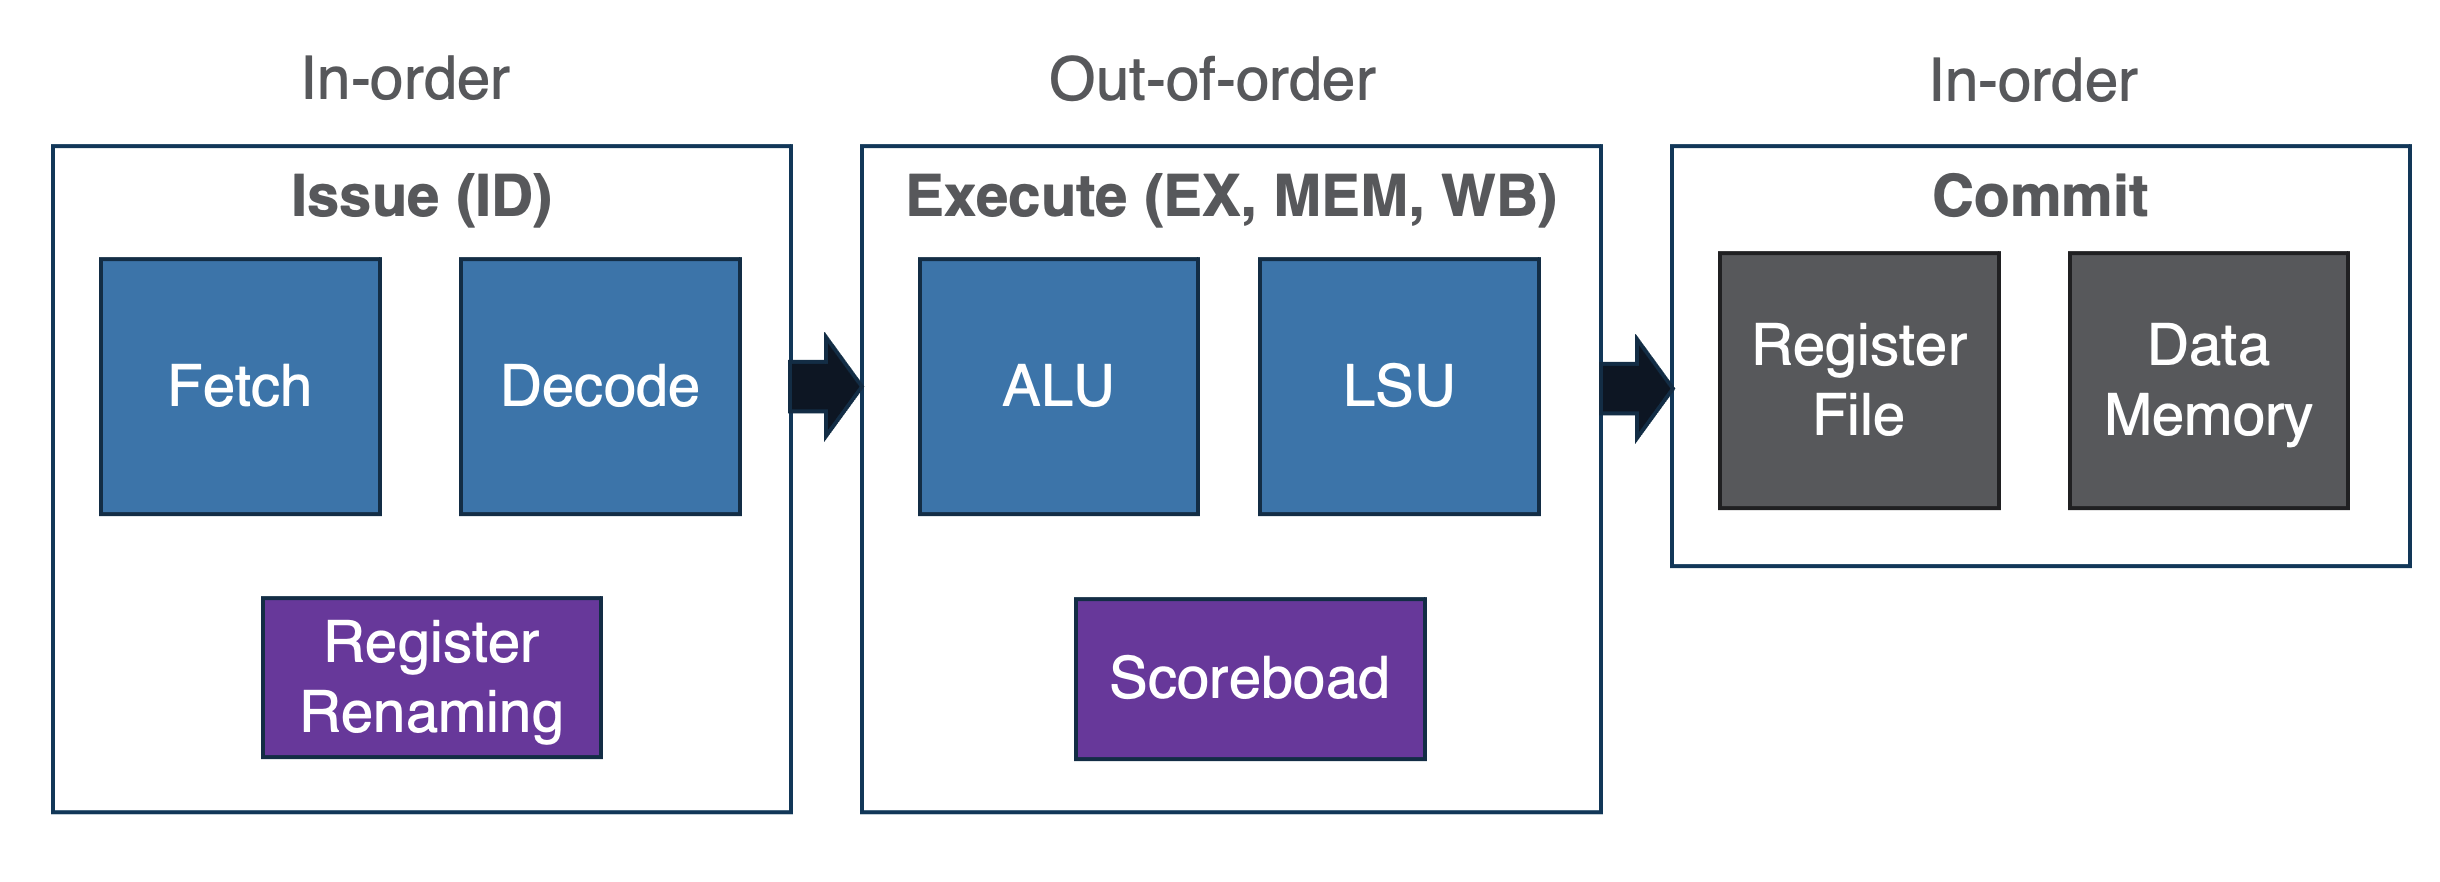 In-order
Out-of-order
In-order
Issue (ID)
Execute (EX, MEM, WB)
Commit
Fetch
Decode
ALU
LSU
Register
File
Data
Memory
Register
Renaming
Scoreboad